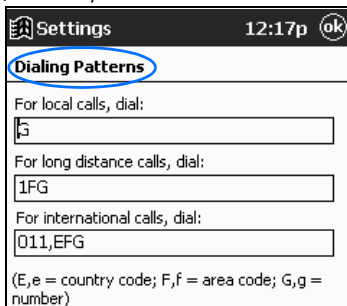 Settings 12:17p ok
Dialing Patterns
For local calls, dial:
G
For long distance calls, dial:
1FG
For international calls, dial:
011,EFG
(E,e = country code; F,f = area code; G,g =
number)